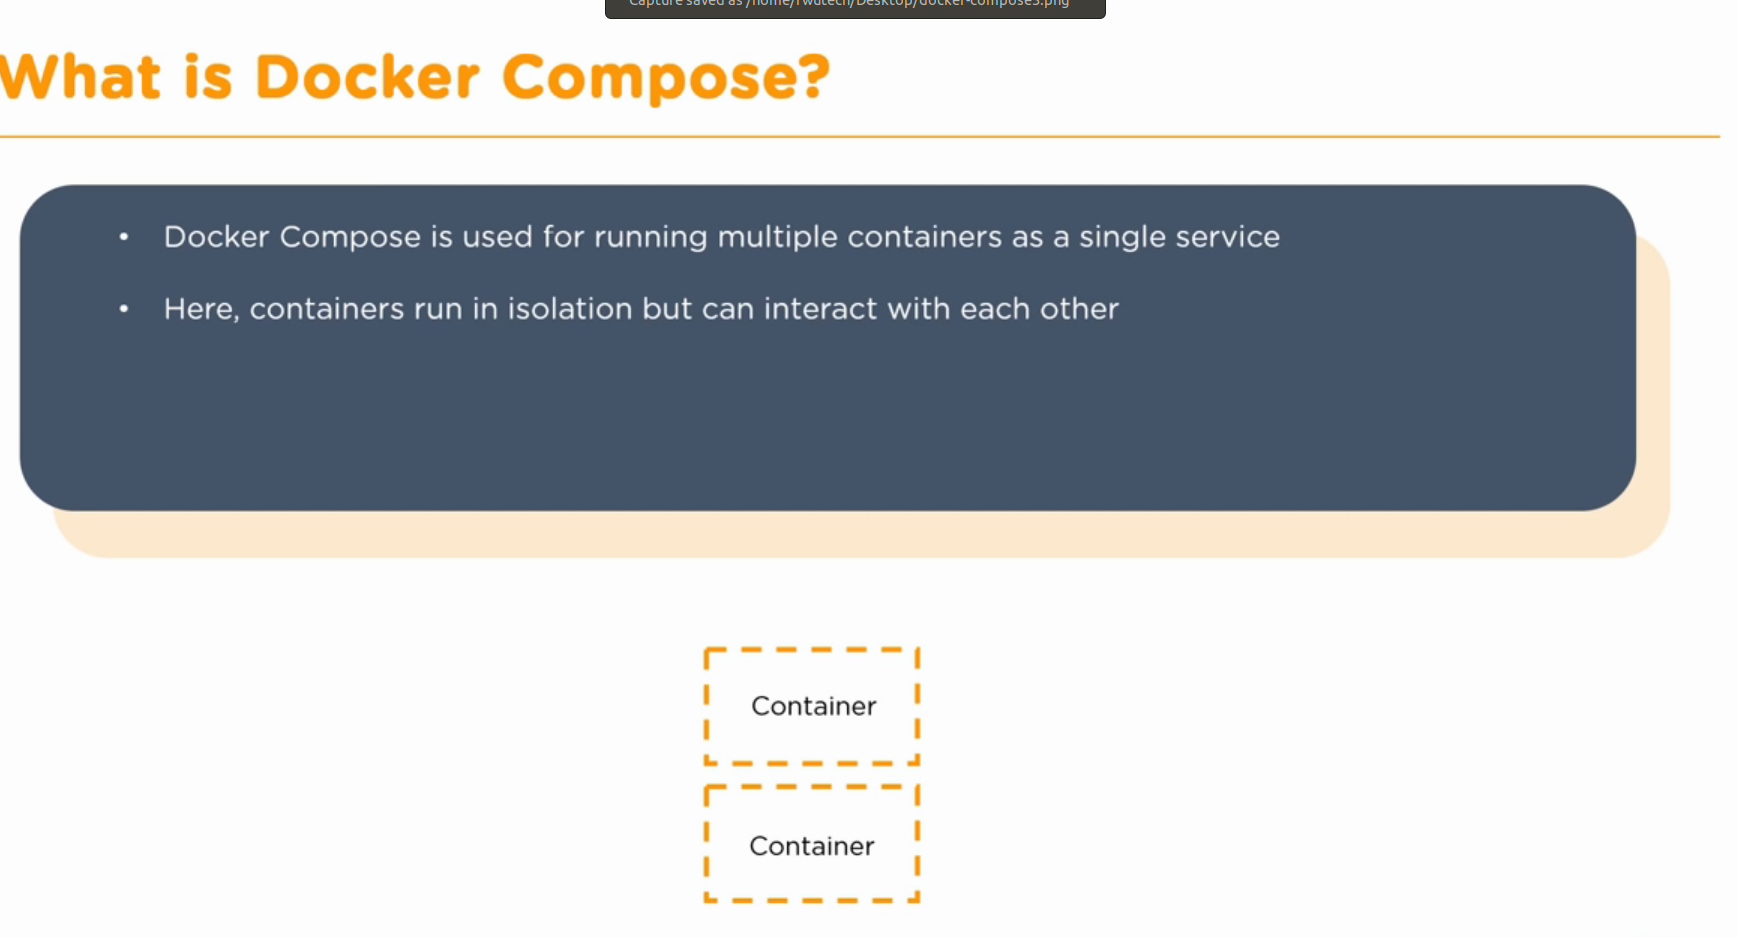 Capture saved as /home/rwutech/Desktop/docker-compose3.png
What is Docker Compose?
• Docker Compose is used for running multiple containers as a single service
• Here, containers run in isolation but can interact with each other
Container
Container